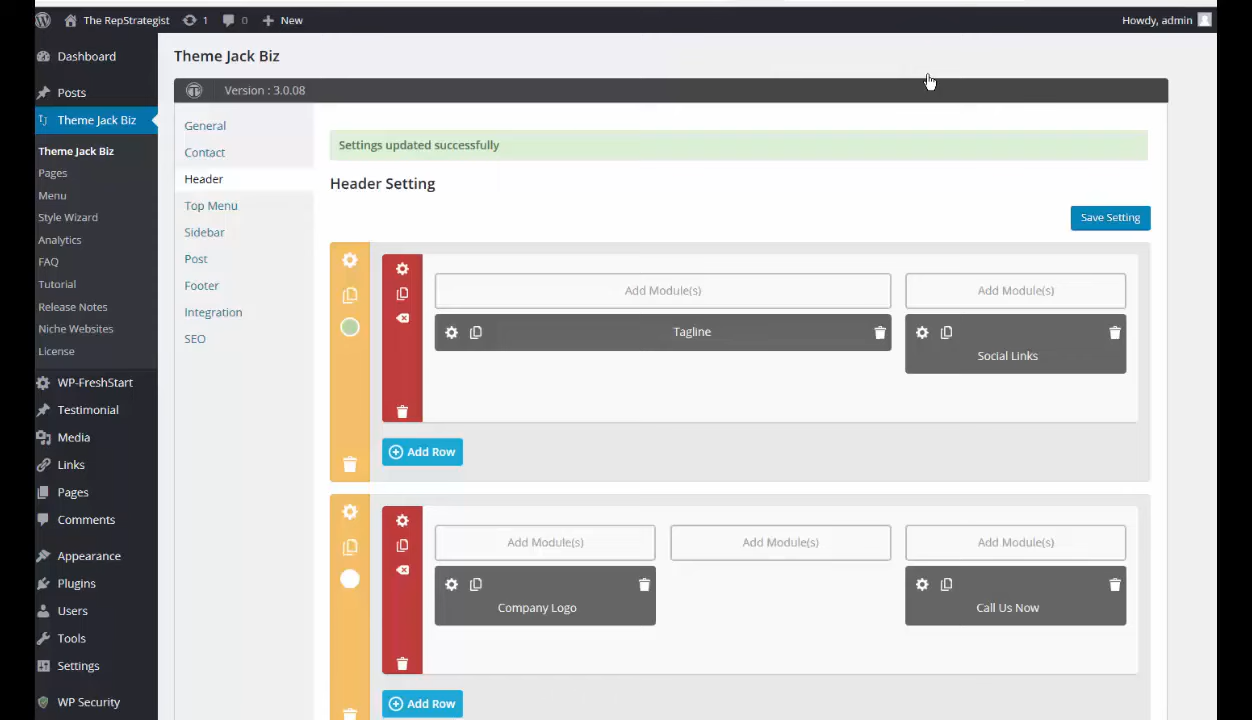 The RepStrategist 1 0 New Howdy, admin
Dashboard
Posts
Theme Jack Biz
Theme Jack Biz
Pages
Menu
Style Wizard
Analytics
FAQ
Tutorial
Release Notes
Niche Websites
License
WP-FreshStart
Testimonial
Media
Links
Pages
Comments
Appearance
Plugins
Users
Tools
Settings
WP Security
Theme Jack Biz
Version : 3.0.08
General
Contact
Header
Top Menu
Sidebar
Post
Footer
Integration
SEO
Settings updated successfully
Header Setting
Save Setting
Add Module(s) Add Module(s)
Tagline
Social Links
Add Row
Add Module(s) Add Module(s) Add Module(s)
Company Logo Call Us Now
Add Row